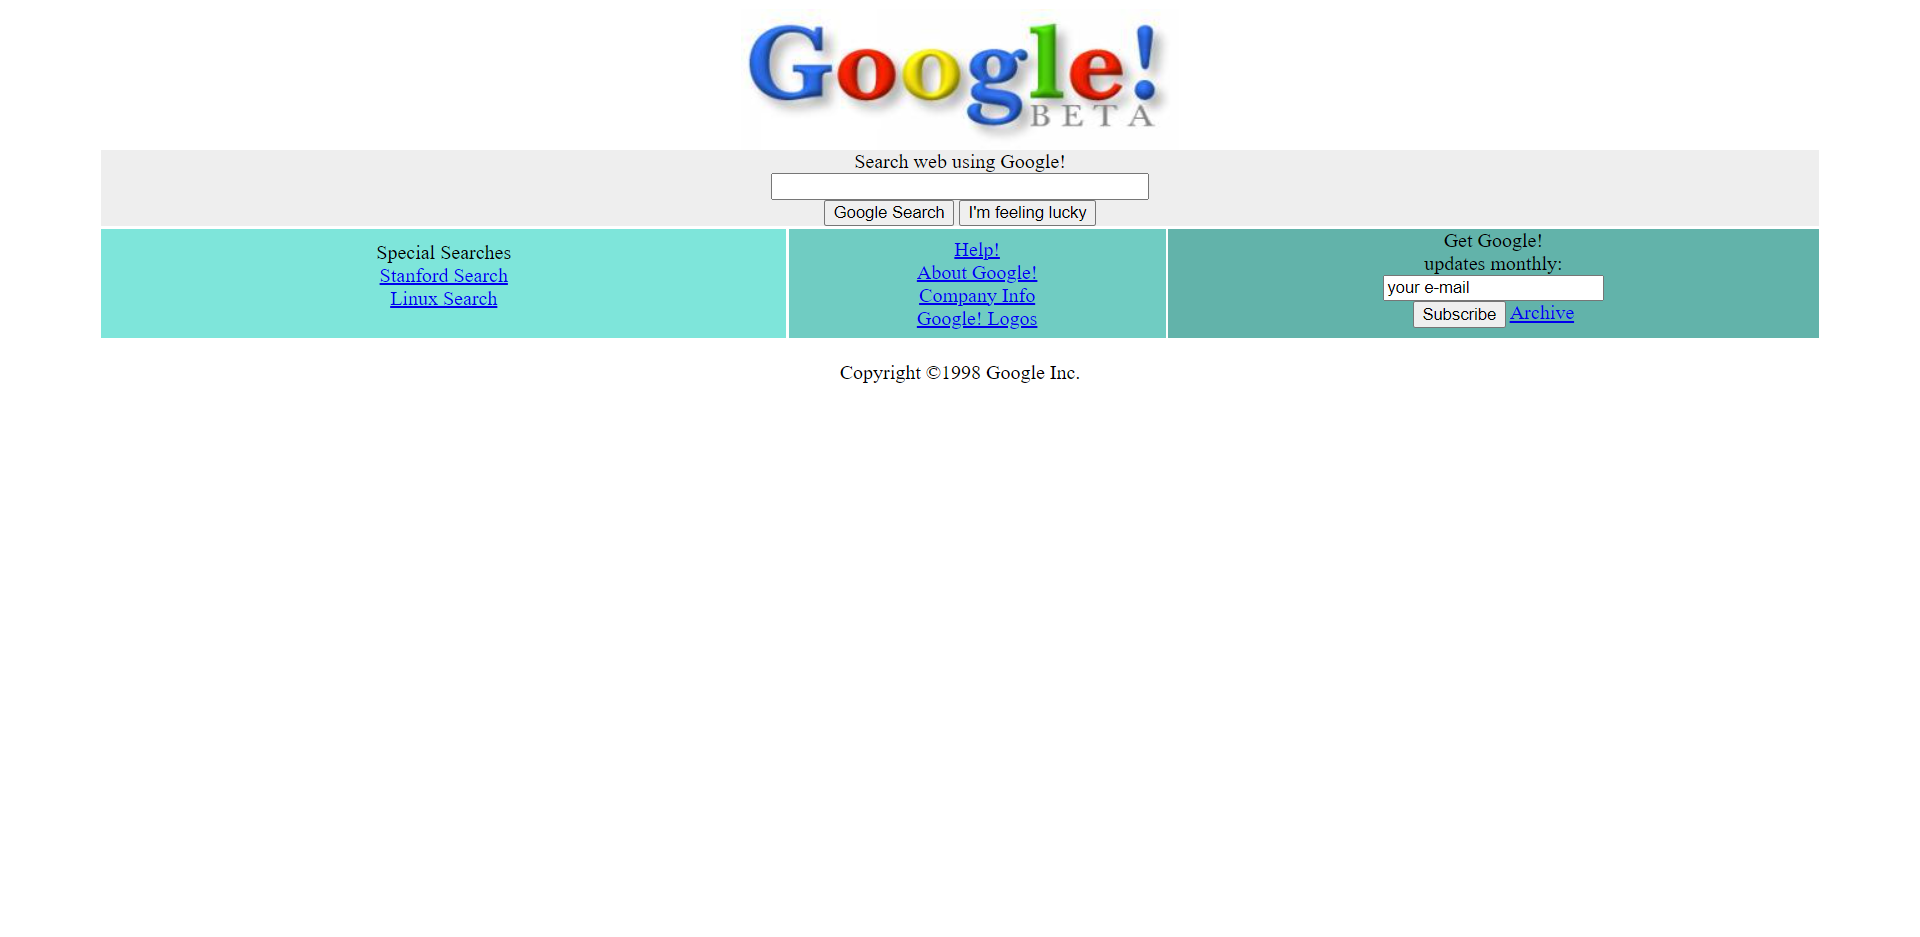 Google!
BETA
Search web using Google!
Google Search I'm feeling lucky
Special Searches
Stanford Search
Linux Search
Help!
About Google!
Company Info
Google! Logos
Get Google!
updates monthly:
your e-mail
Subscribe Archive
Copyright ©1998 Google Inc.